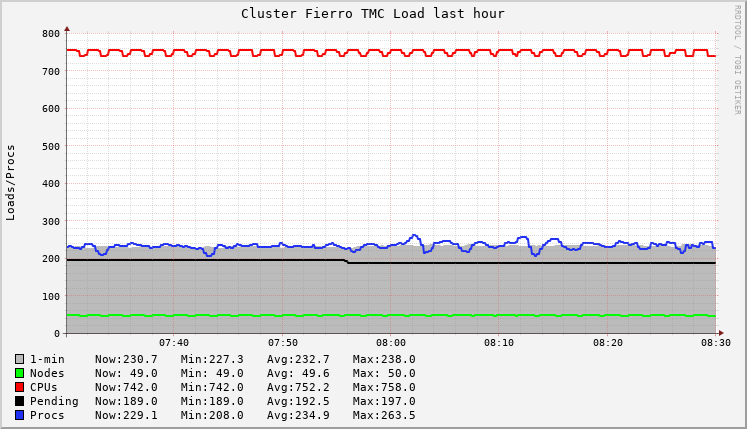 Cluster Fierro TMC Load last hour
RRDTOOL / TOBI OETIKER
Loads/Procs
800
700
600
500
400
300
200
100
0
07:40 07:50 08:00 08:10 08:20 08:30
1-min Now:230.7 Min:227.3 Avg:232.7 Max:238.0
Nodes Now: 49.0 Min: 49.0 Avg: 49.6 Max: 50.0
CPUs Now:742.0 Min:742.0 Avg:752.2 Max:758.0
Pending Now:189.0 Min:189.0 Avg:192.5 Max:197.0
Procs Now:229.1 Min:208.0 Avg:234.9 Max:263.5